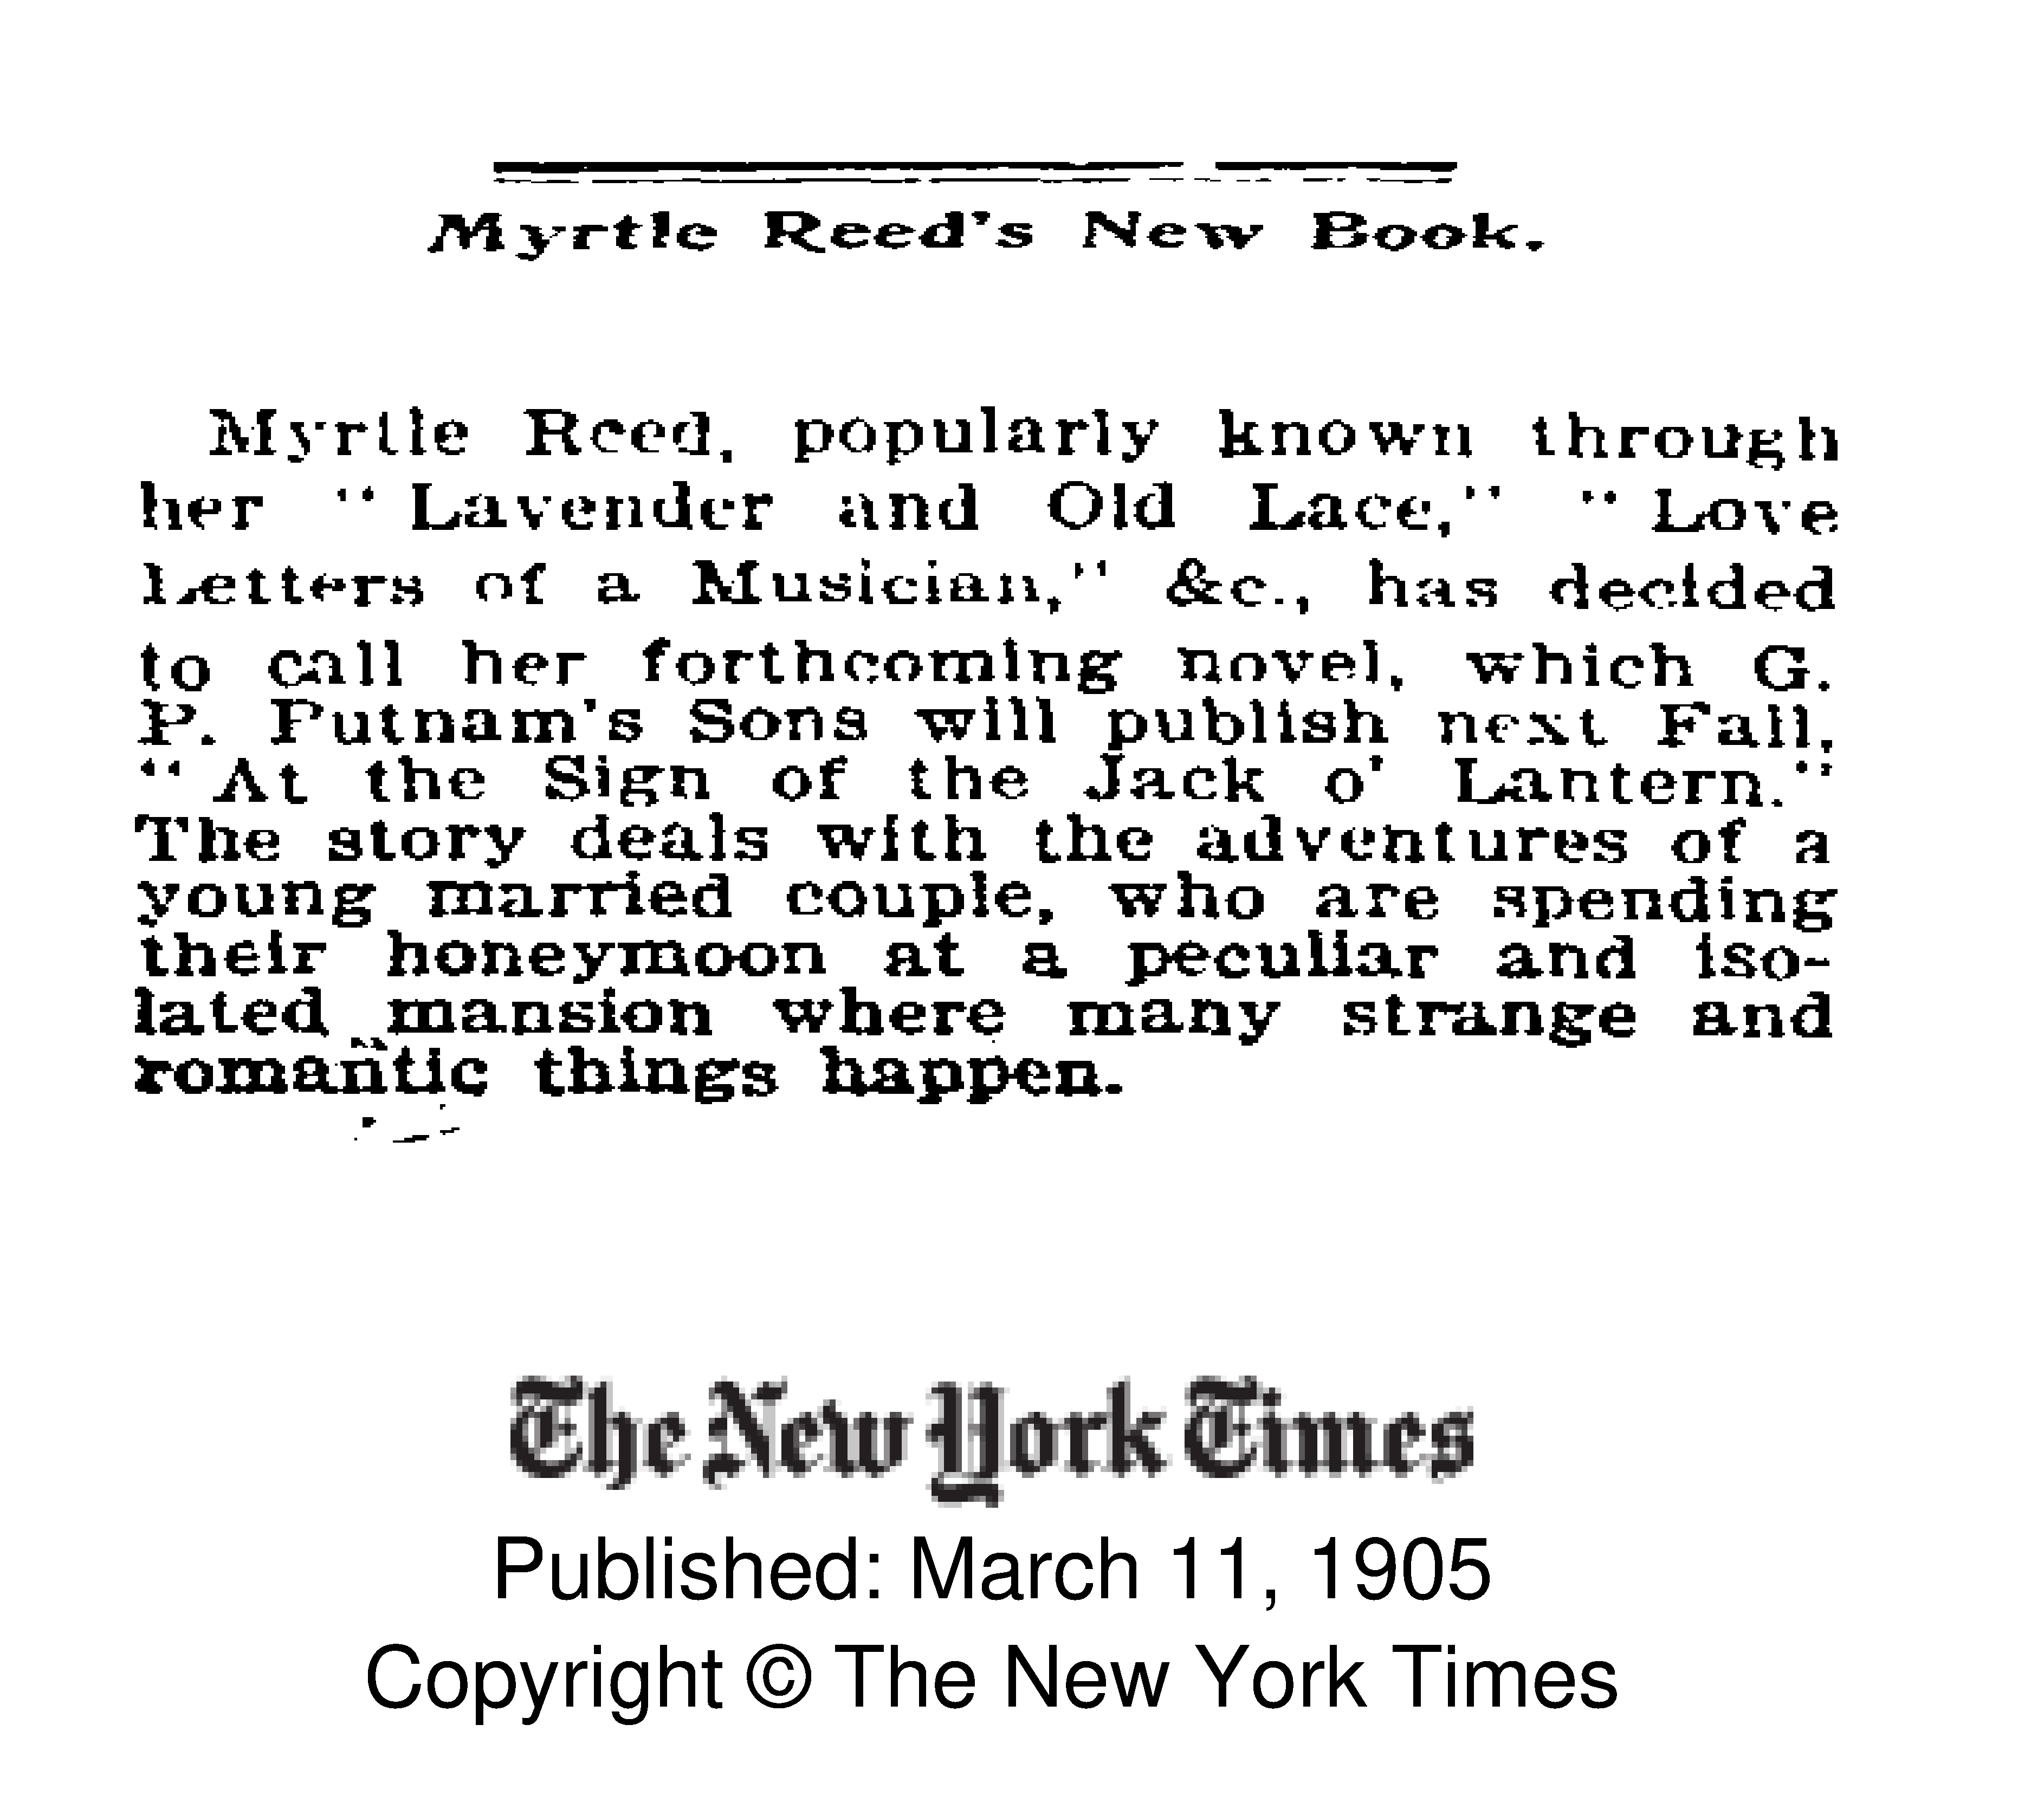 Myrtle Reed's New Book.
Myrtle Reed, popularly known through
her "Lavender and Old Lace," "Love
Letters of a Musician," &c., has decided
to call her forthcoming novel, which G.
P. Putnam's Sons will publish next Fall,
"At the Sign of the Jack o' Lantern."
The story deals with the adventures of a
young married couple, who are spending
their honeymoon at a peculiar and iso-
lated mansion where many strange and
romantic things happen.
The New York Times
Published: March 11, 1905
Copyright © The New York Times